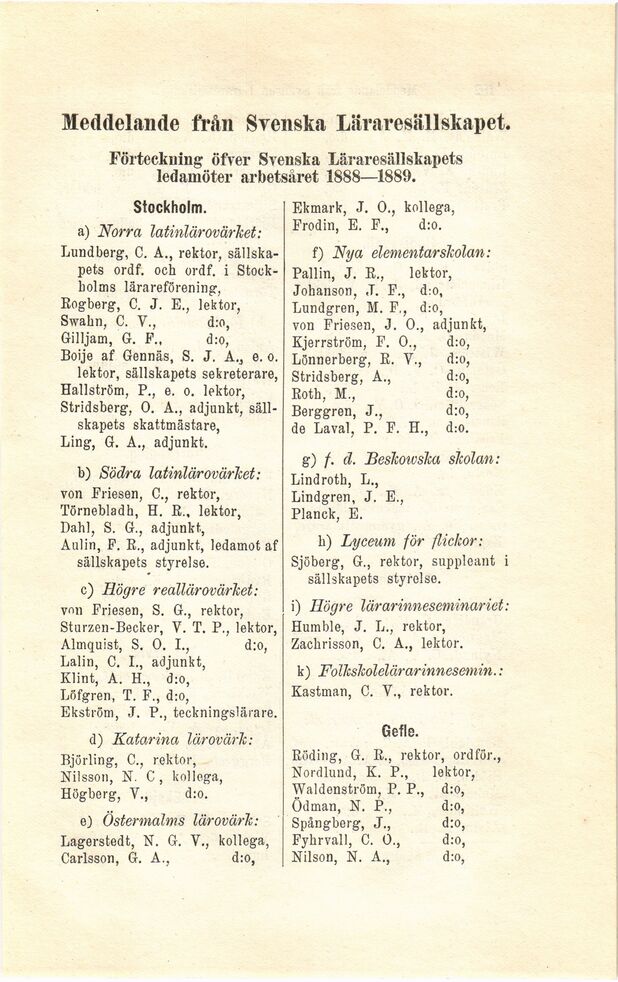 Meddelande från Svenska Läraresällskapet.
Förteckning öfver Svenska Läraresällskapets
ledamöter arbetsåret 1888—1889.
Stockholm.
a) Norra latinlärovärket:
Lundberg, C. A., rektor, sällska-
pets ordf. och ordf. i Stock-
holms lärareförening,
Rogberg, C. J. E., lektor,
Swahn, C. V., d:o,
Gilljam, G. F., d:o,
Boije af Gennäs, S. J. A., e. o.
lektor, sällskapets sekreterare,
Hallström, P., e. o. lektor,
Stridsberg, O. A., adjunkt, säll-
skapets skattmästare,
Ling, G. A., adjunkt.
b) Södra latinlärovärket:
von Friesen, C., rektor,
Törnebladh, H. R., lektor,
Dahl, S. G., adjunkt,
Aulin, F. R., adjunkt, ledamot af
sällskapets styrelse.
c) Högre reallärovärket:
von Friesen, S. G., rektor,
Sturzen-Becker, V. T. P., lektor,
Almquist, S. O. I., d:o,
Lalin, C. I., adjunkt,
Klint, A. H., d:o,
Löfgren, T. F., d:o,
Ekström, J. P., teckningslärare.
d) Katarina lärovärk:
Björling, C., rektor,
Nilsson, N. C, kollega,
Högberg, V., d:o.
e) Östermalms lärovärk:
Lagerstedt, N. G. V., kollega,
Carlsson, G. A., d:o,
Ekmark, J. O., kollega,
Frodin, E. F., d:o.
f) Nya elementarskolan:
Pallin, J. R., lektor,
Johanson, J. F., d:o,
Lundgren, M. F., d:o,
von Friesen, J. O., adjunkt,
Kjerrström, F. O., d:o,
Lönnerberg, R. V., d:o,
Stridsberg, A., d:o,
Roth, M., d:o,
Berggren, J., d:o,
de Laval, P. F. H., d:o.
g) f. d. Beskowska skolan:
Lindroth, L.,
Lindgren, J. E.,
Planck, E.
h) Lyceum för flickor:
Sjöberg, G., rektor, suppleant i
sällskapets styrelse.
i) Högre lärarinneseminariet:
Humble, J. L., rektor,
Zachrisson, C. A., lektor.
k) Folkskolelärarinnesemin.:
Kastman, C. V., rektor.
Gefle.
Röding, G. R., rektor, ordför.,
Nordlund, K. P., lektor,
Waldenström, P. P., d:o,
Ödman, N. P., d:o,
Spångberg, J., d:o,
Fyhrvall, C. O., d:o,
Nilson, N. A., d:o,